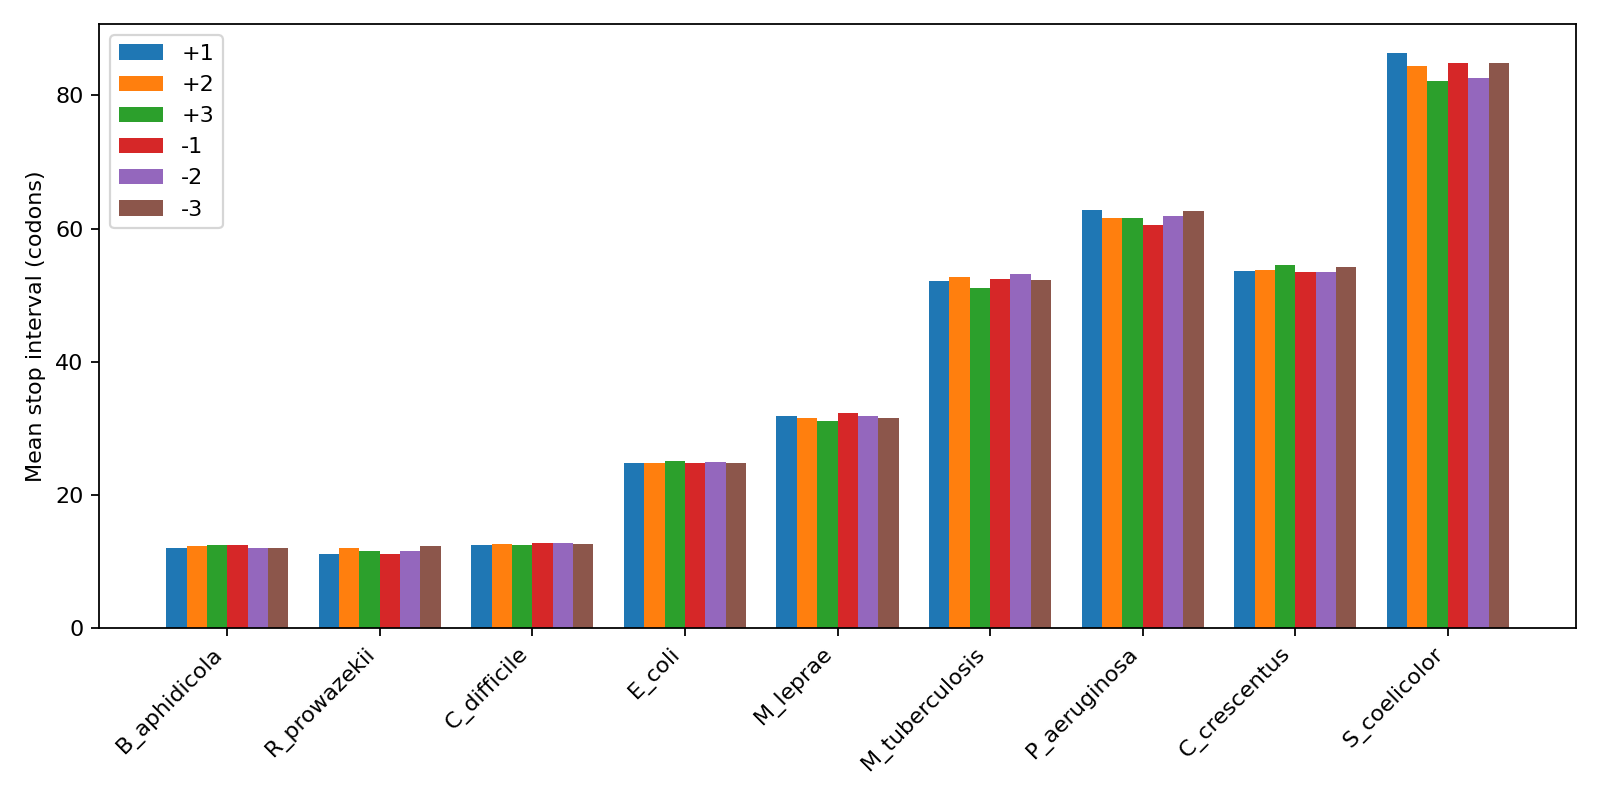 +1
+2
+3
-1
-2
-3
Mean stop interval (codons)
80
60
40
20
0
B_aphidicola
R_prowazekii
C_difficile
E_coli
M_leprae
M_tuberculosis
P_aeruginosa
C_crescentus
S_coelicolor